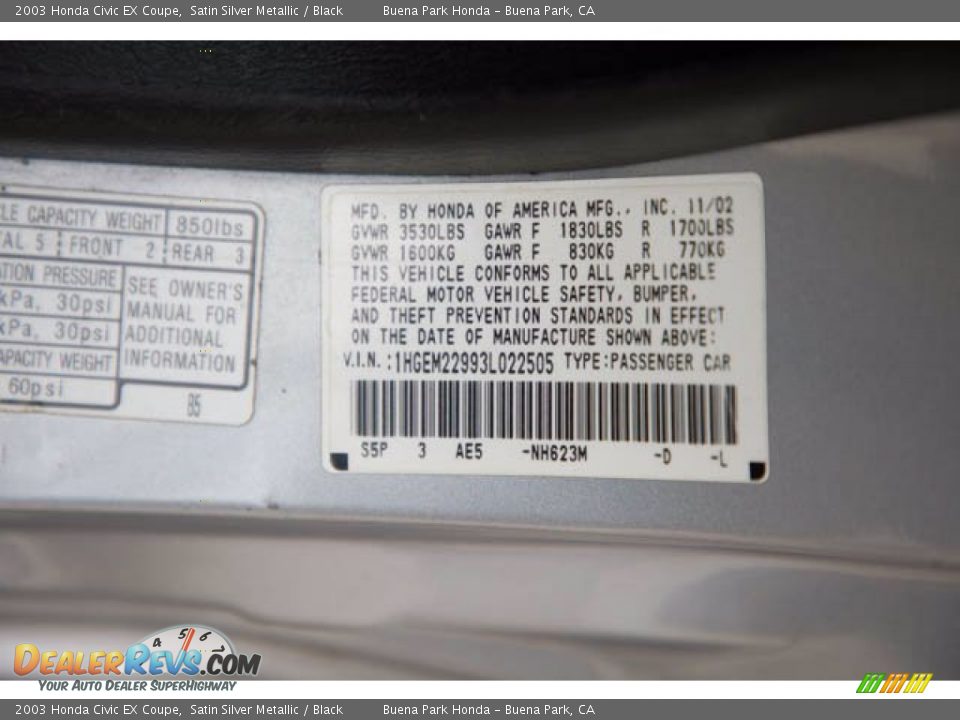 2003 Honda Civic EX Coupe, Satin Silver Metallic / Black Buena Park Honda - Buena Park, CA
CAPACITY WEIGHT 850lbs
5 FRONT 2 REAR 3
PRESSURE
kPa, 30psi
kPa, 30psi
CAPACITY WEIGHT
60psi
SEE OWNER'S
MANUAL FOR
ADDITIONAL
INFORMATION
B5
MFD. BY HONDA OF AMERICA MFG., INC. 11/02
GVWR 3530LBS GAWR F 1830LBS R 1700LBS
GVWR 1600KG GAWR F 830KG R 770KG
THIS VEHICLE CONFORMS TO ALL APPLICABLE
FEDERAL MOTOR VEHICLE SAFETY, BUMPER,
AND THEFT PREVENTION STANDARDS IN EFFECT
ON THE DATE OF MANUFACTURE SHOWN ABOVE:
V.I.N.:1HGEM22993L022505 TYPE:PASSENGER CAR
S5P 3 AE5 -NH623M -D -L
4 5 6
DEALERREVS.COM
YOUR AUTO DEALER SUPERHIGHWAY
2003 Honda Civic EX Coupe, Satin Silver Metallic / Black Buena Park Honda - Buena Park, CA